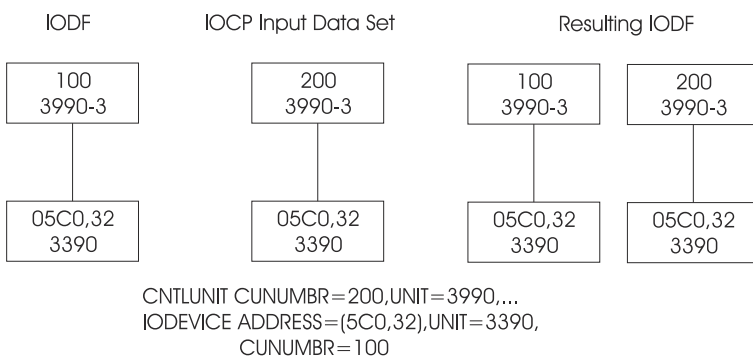 IODF
IOCP Input Data Set
Resulting IODF
100
3990-3
200
3990-3
100
3990-3
200
3990-3
05C0,32
3390
05C0,32
3390
05C0,32
3390
05C0,32
3390
CNTLUNIT CUNUMBR=200,UNIT=3990,...
IODEVICE ADDRESS=(5C0,32),UNIT=3390,
CUNUMBR=100